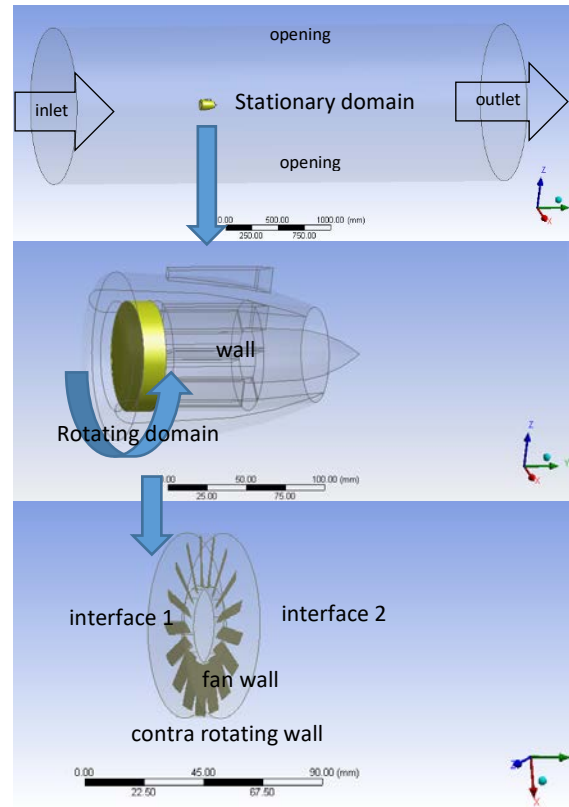 opening
inlet
Stationary domain
outlet
opening
Z
X
0.00 500.00 1000.00 (mm)
250.00 750.00
wall
Rotating domain
Z
Y
X
0.00 50.00 100.00 (mm)
25.00 75.00
interface 1
interface 2
fan wall
contra rotating wall
0.00 45.00 90.00 (mm)
22.50 67.50
Z
X